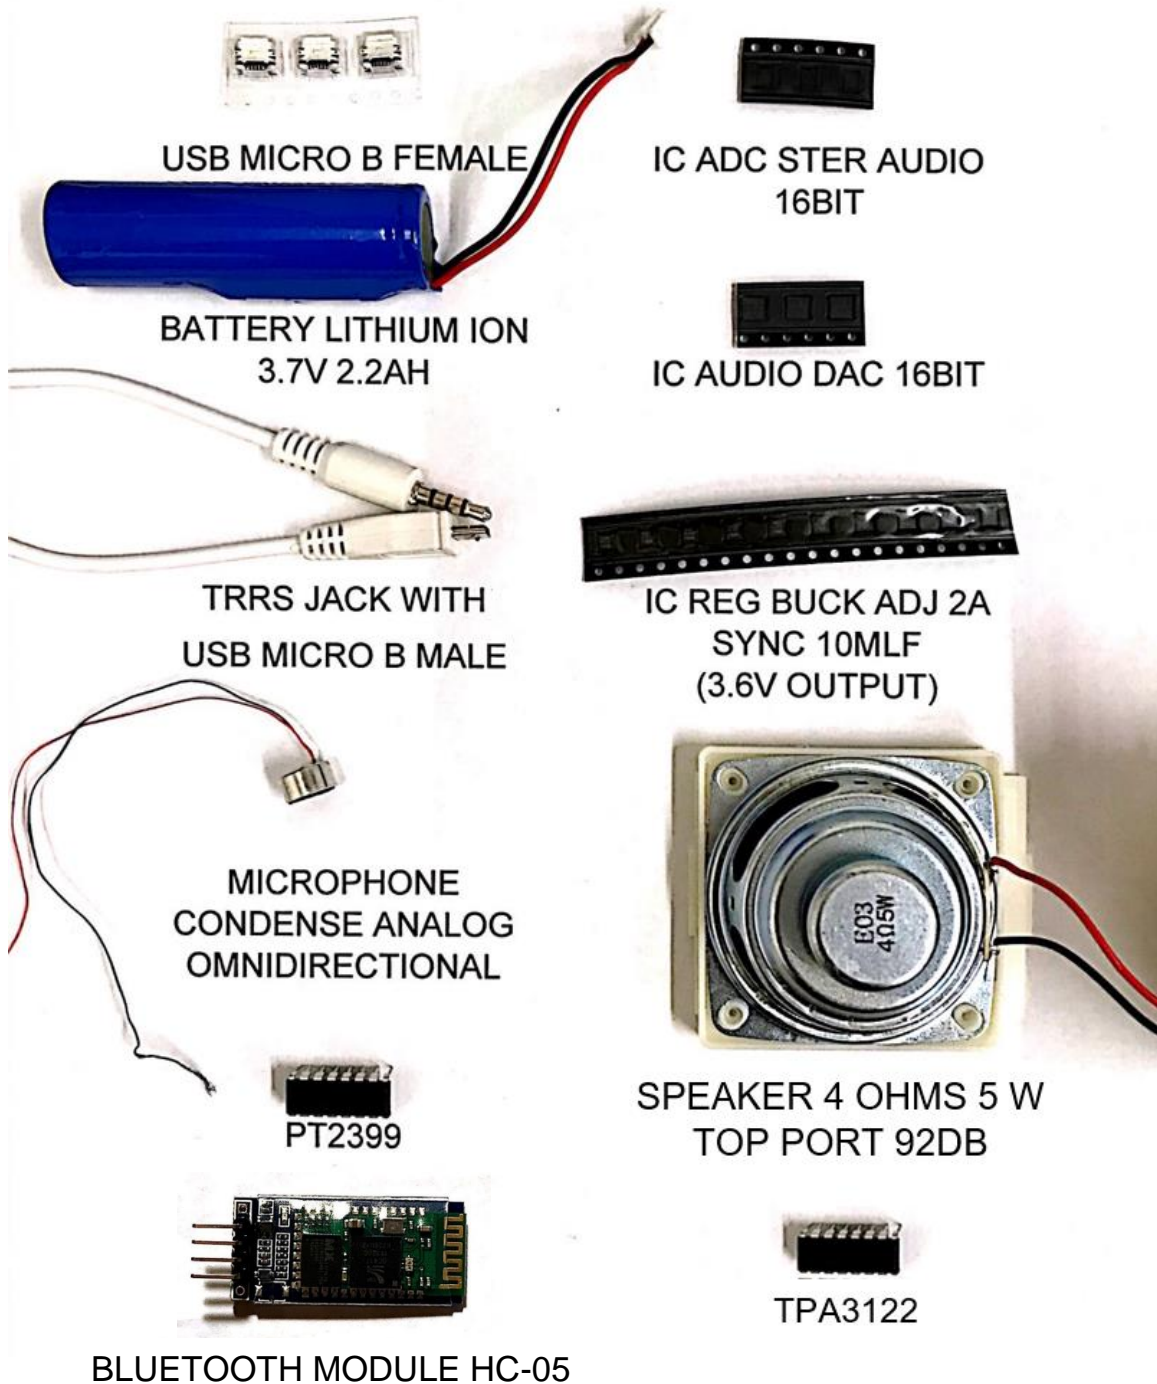 USB MICRO B FEMALE
IC ADC STER AUDIO
16BIT
BATTERY LITHIUM ION
3.7V 2.2AH
IC AUDIO DAC 16BIT
TRRS JACK WITH
USB MICRO B MALE
IC REG BUCK ADJ 2A
SYNC 10MLF
(3.6V OUTPUT)
MICROPHONE
CONDENSE ANALOG
OMNIDIRECTIONAL
E03
4Ω5W
SPEAKER 4 OHMS 5 W
TOP PORT 92DB
PT2399
BLUETOOTH MODULE HC-05
TPA3122